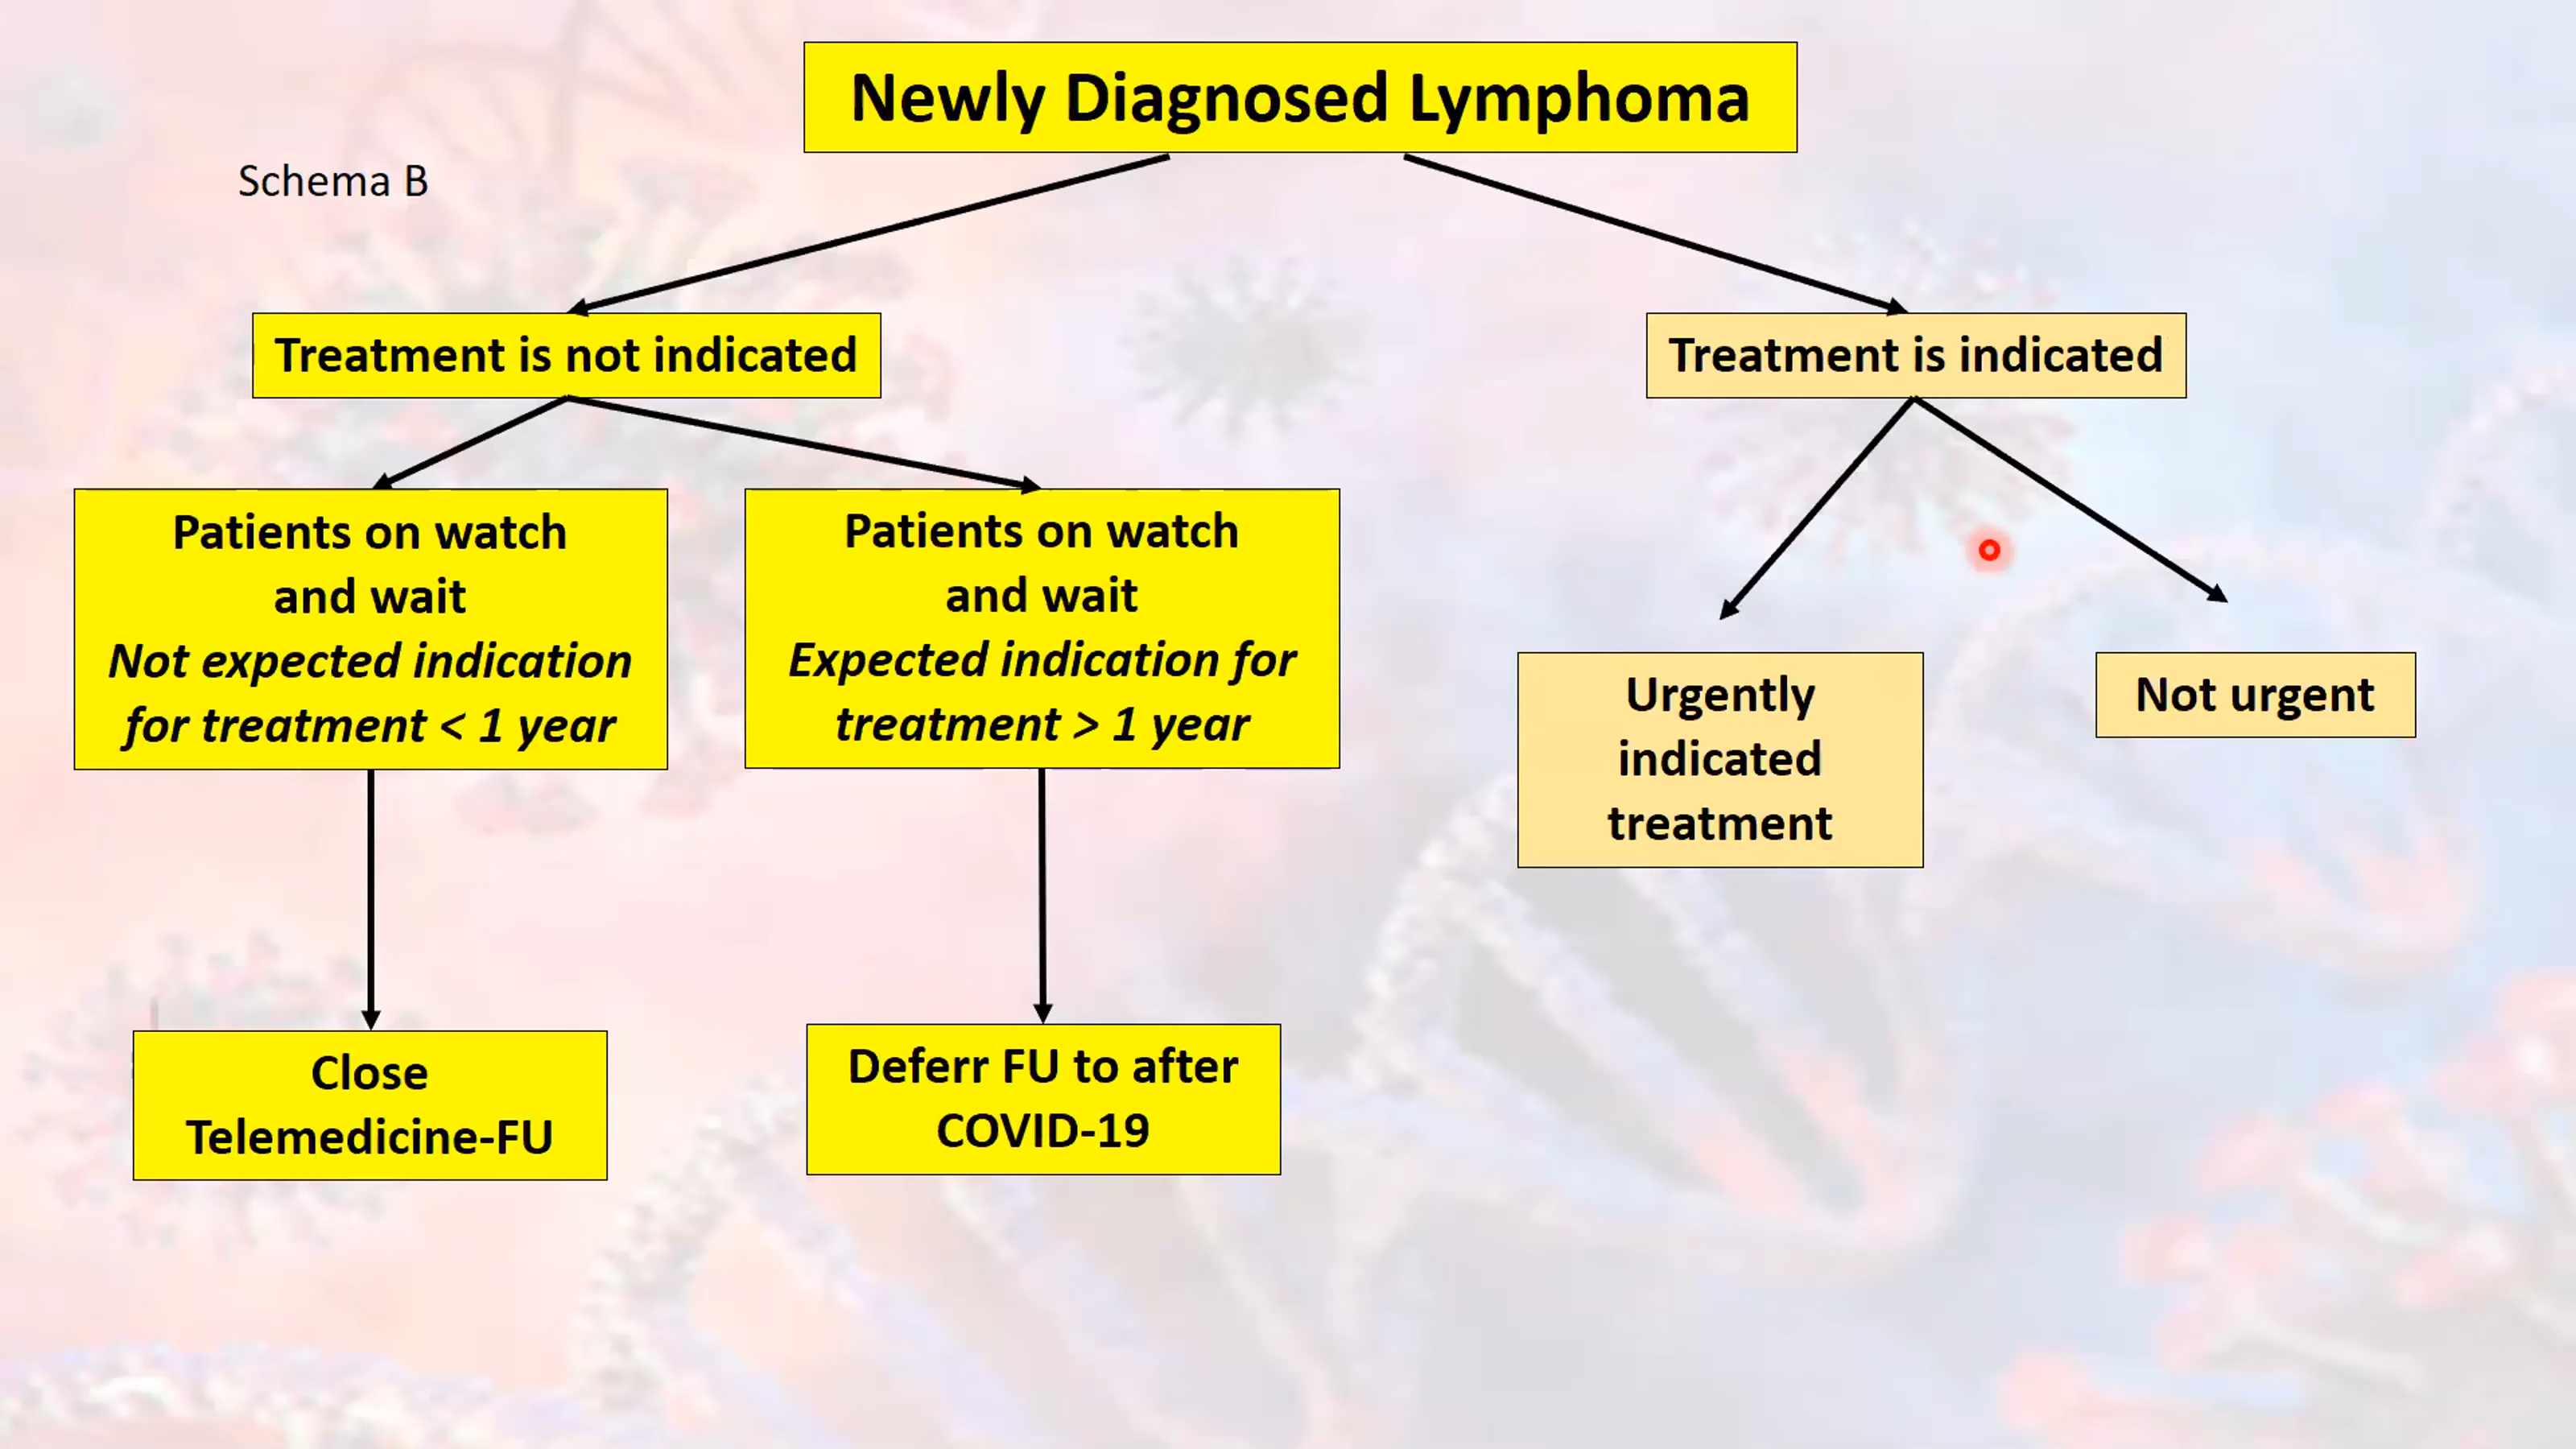 Newly Diagnosed Lymphoma
Schema B
Treatment is not indicated
Treatment is indicated
Patients on watch
and wait
Not expected indication
for treatment < 1 year
Patients on watch
and wait
Expected indication for
treatment > 1 year
Urgently
indicated
treatment
Not urgent
Close
Telemedicine-FU
Deferr FU to after
COVID-19